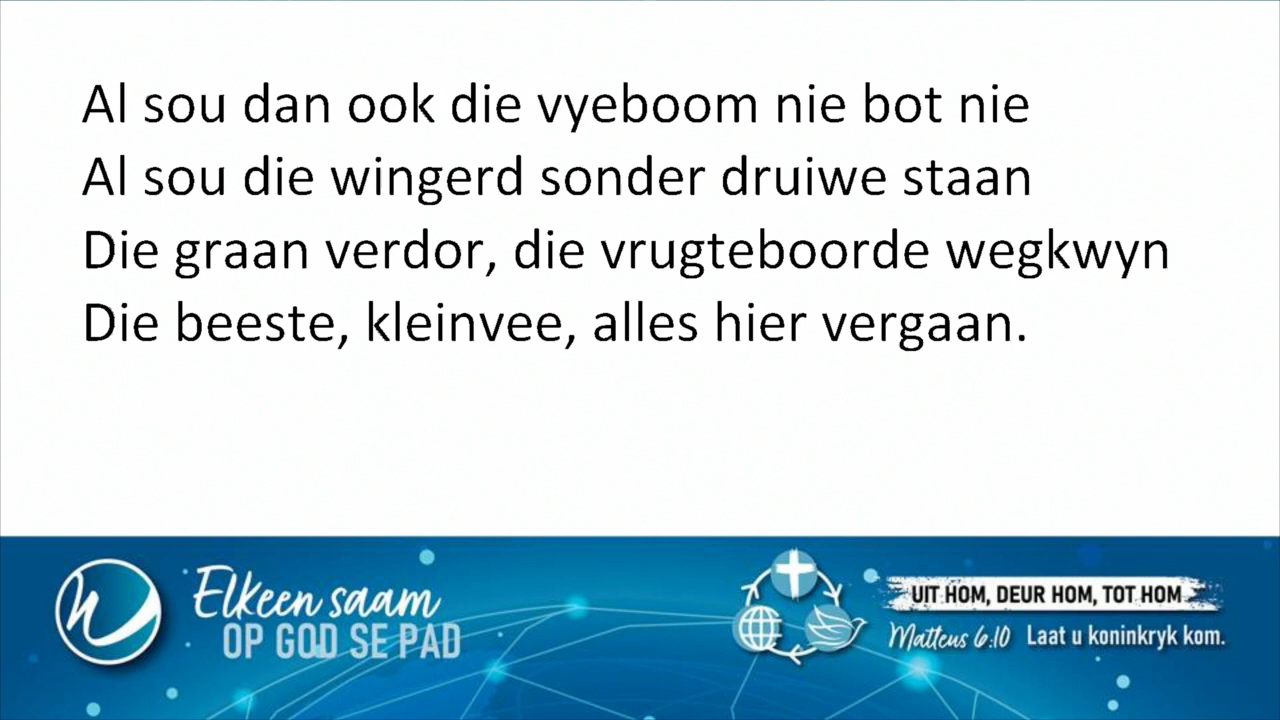 Al sou dan ook die vyeboom nie bot nie
Al sou die wingerd sonder druiwe staan
Die graan verdor, die vrugteboorde wegkwyn
Die beeste, kleinvee, alles hier vergaan.
Elkeen saam
OP GOD SE PAD
UIT HOM, DEUR HOM, TOT HOM
Matteus 6:10 Laat u koninkryk kom.